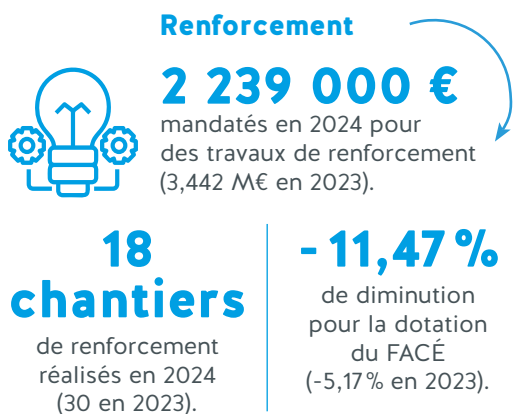 Renforcement
2 239 000 €
mandatés en 2024 pour
des travaux de renforcement
(3,442 M€ en 2023).
18
chantiers
de renforcement
réalisés en 2024
(30 en 2023).
- 11,47 %
de diminution
pour la dotation
du FACÉ
(-5,17 % en 2023).